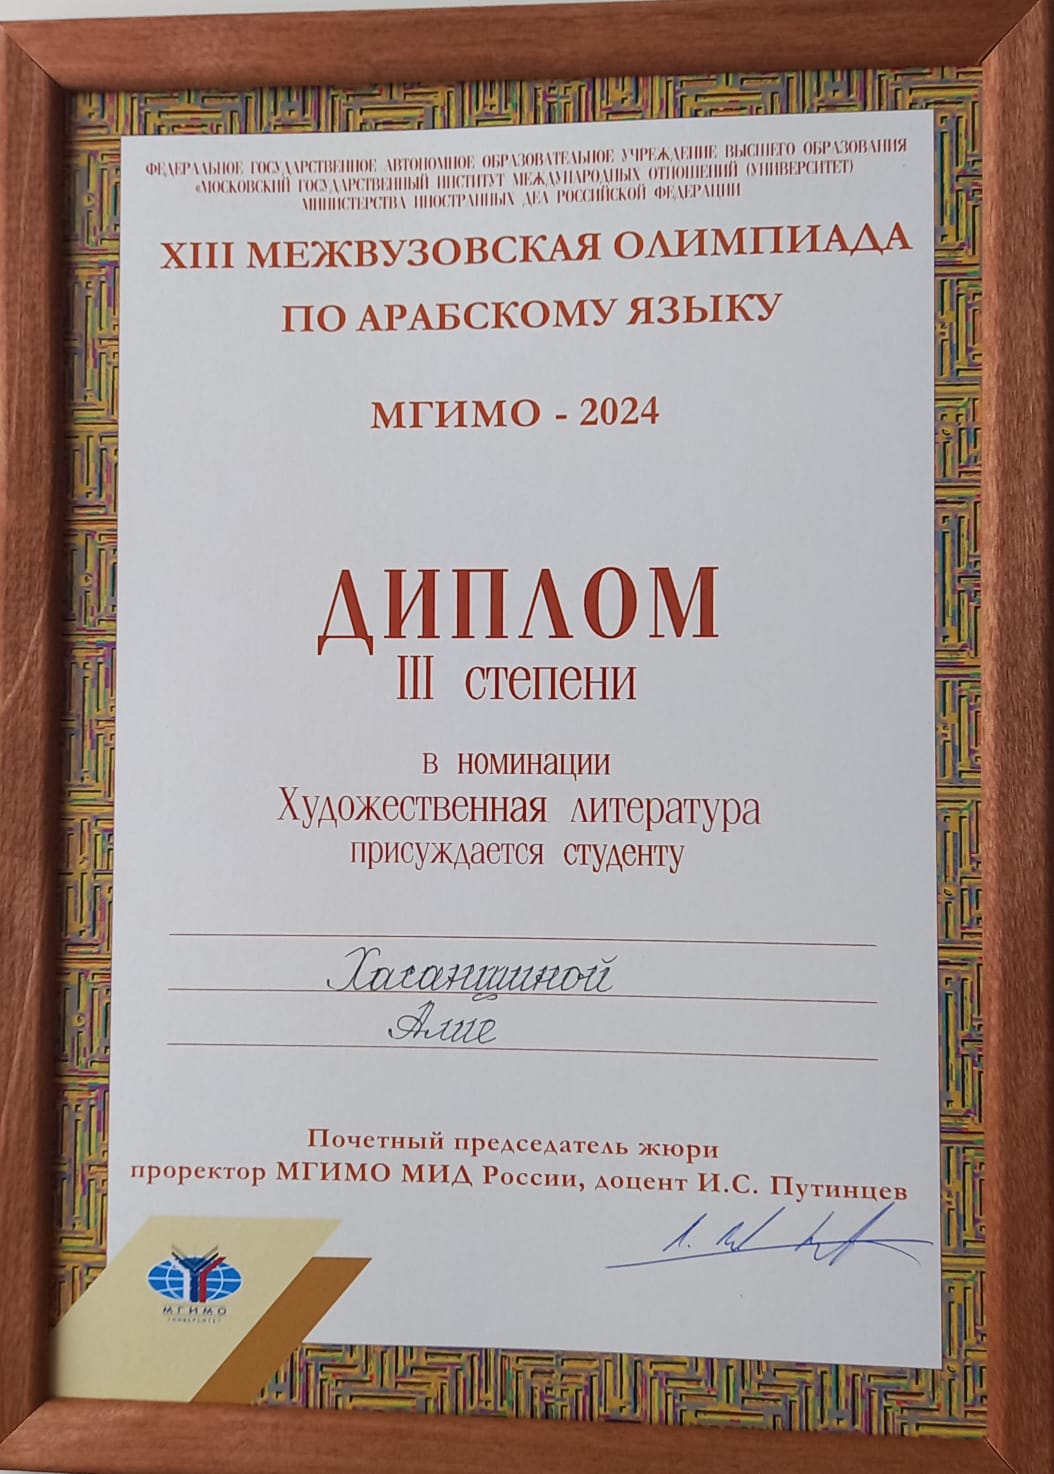 ФЕДЕРАЛЬНОЕ ГОСУДАРСТВЕННОЕ АВТОНОМНОЕ ОБРАЗОВАТЕЛЬНОЕ УЧРЕЖДЕНИЕ ВЫСШЕГО ОБРАЗОВАНИЯ
«МОСКОВСКИЙ ГОСУДАРСТВЕННЫЙ ИНСТИТУТ МЕЖДУНАРОДНЫХ ОТНОШЕНИЙ (УНИВЕРСИТЕТ)
МИНИСТЕРСТВА ИНОСТРАННЫХ ДЕЛ РОССИЙСКОЙ ФЕДЕРАЦИИ
XIII МЕЖВУЗОВСКАЯ ОЛИМПИАДА
ПО АРАБСКОМУ ЯЗЫКУ
МГИМО - 2024
ДИПЛОМ
III степени
в номинации
Художественная литература
присуждается студенту
Хасаншиной
Алие
Почетный председатель жюри
проректор МГИМО МИД России, доцент И.С. Путинцев
МГИМО
УНИВЕРСИТЕТ